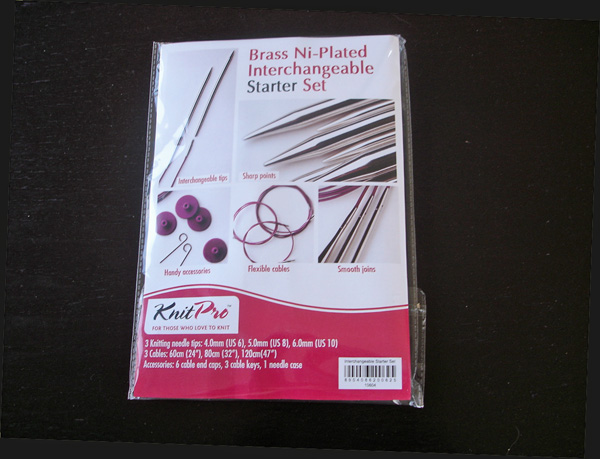 Brass Ni-Plated
Interchangeable
Starter Set
Interchangeable tips
Sharp points
Handy accessories
Flexible cables
Smooth joins
KnitPro™
FOR THOSE WHO LOVE TO KNIT
3 Knitting needle tips: 4.0mm (US 6), 5.0mm (US 8), 6.0mm (US 10)
3 Cables: 60cm (24"), 80cm (32"), 120cm(47")
Accessories: 6 cable end caps, 3 cable keys, 1 needle case
Interchangeable Starter Set